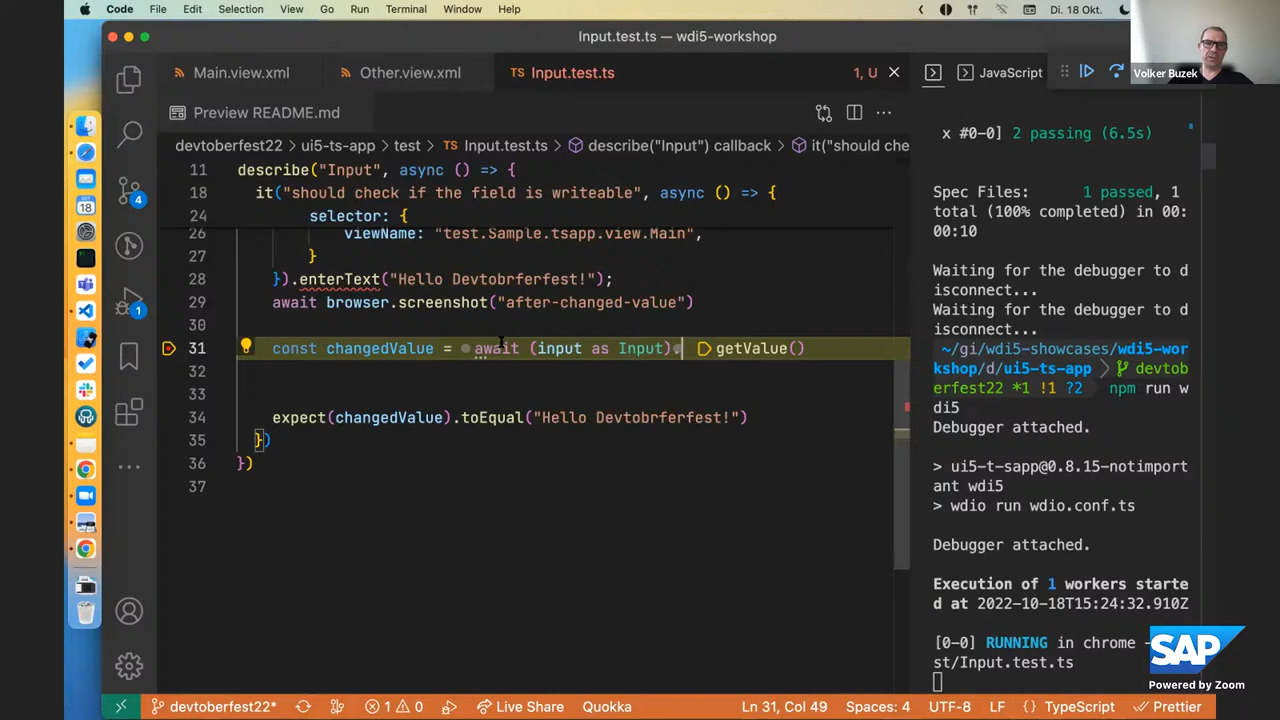 Code File Edit Selection View Go Run Terminal Window Help Di. 18 Okt.
Input.test.ts — wdi5-workshop
Volker Buzek
Main.view.xml Other.view.xml TS Input.test.ts 1, U JavaScript
Preview README.md
devtoberfest22 ui5-ts-app test TS Input.test.ts describe("Input") callback it("should che
11 describe("Input", async () => {
18 it("should check if the field is writeable", async () => {
24 selector: {
26 viewName: "test.Sample.tsapp.view.Main",
27 }
28 }).enterText("Hello Devtobrferfest!");
29 await browser.screenshot("after-changed-value")
30
31 const changedValue = await (input as Input). getValue()
32
33
34 expect(changedValue).toEqual("Hello Devtobrferfest!")
35 })
36 })
37
4
OCT
18
1
x #0-0] 2 passing (6.5s)
Spec Files: 1 passed, 1
total (100% completed) in 00:
00:10
Waiting for the debugger to d
isconnect...
Waiting for the debugger to d
isconnect...
~/gi/wdi5-showcases/wdi5-wor
kshop/d/ui5-ts-app devtob
erfest22 *1 !1 ?2 npm run w
di5
Debugger attached.
> ui5-t-sapp@0.8.15-notimport
ant wdi5
> wdio run wdio.conf.ts
Debugger attached.
Execution of 1 workers starte
d at 2022-10-18T15:24:32.910Z
[0-0] RUNNING in chrome -
st/Input.test.ts
SAP
Powered by Zoom
devtoberfest22* 1 0 Live Share Quokka Ln 31, Col 49 Spaces: 4 UTF-8 LF {} TypeScript Prettier